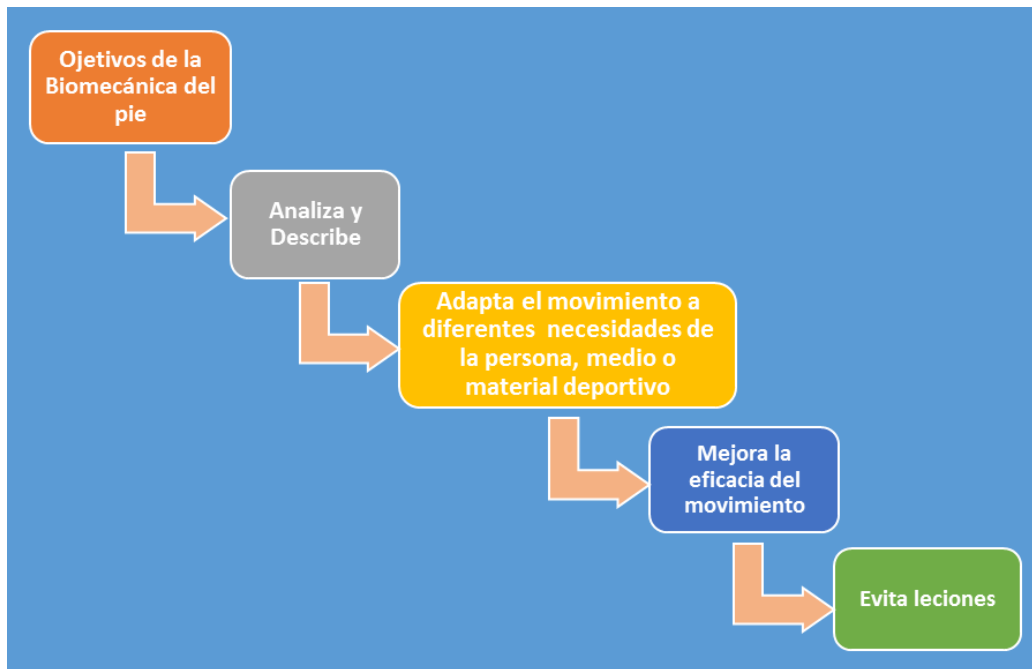 Ojetivos de la
Biomecánica del
pie
Analiza y
Describe
Adapta el movimiento a
diferentes necesidades de
la persona, medio o
material deportivo
Mejora la
eficacia del
movimiento
Evita leciones